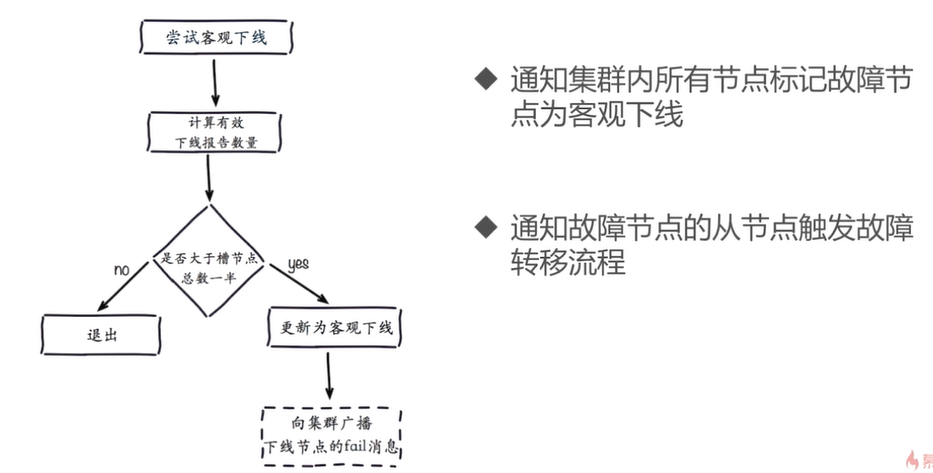 尝试客观下线
计算有效
下线报告数量
是否大于槽节点
总数一半
no
yes
退出
更新为客观下线
向集群广播
下线节点的fail消息
◆ 通知集群内所有节点标记故障节
点为客观下线
◆ 通知故障节点的从节点触发故障
转移流程